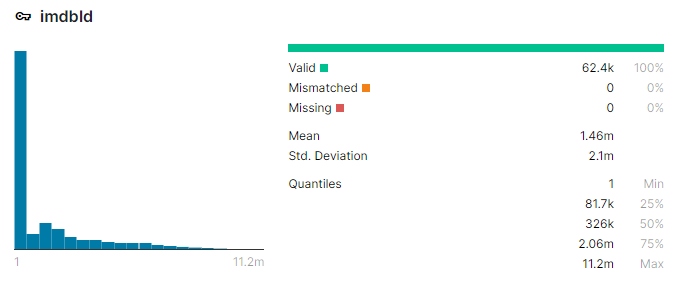 imdbId
1
11.2m
Valid 62.4k 100%
Mismatched 0 0%
Missing 0 0%
Mean 1.46m
Std. Deviation 2.1m
Quantiles 1 Min
81.7k 25%
326k 50%
2.06m 75%
11.2m Max